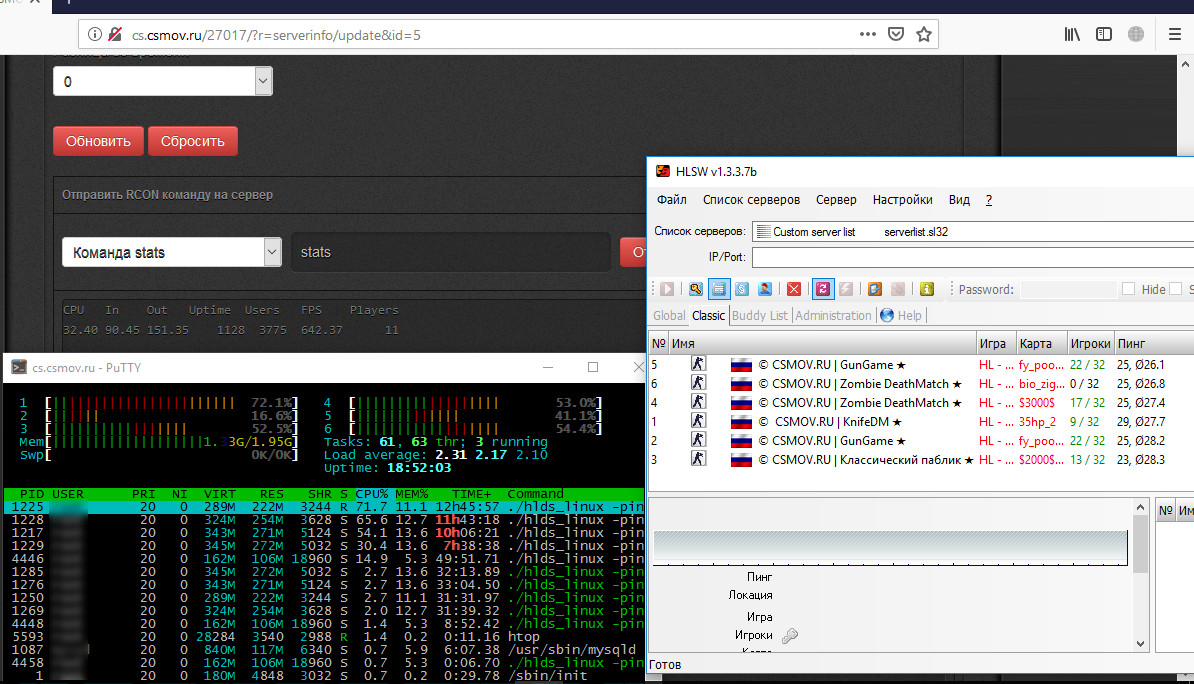 cs.csmov.ru/27017/?r=serverinfo/update&id=5
0
Обновить Сбросить
Отправить RCON команду на сервер
Команда stats stats
CPU In Out Uptime Users FPS Players
32.40 90.45 151.35 1128 3775 642.37 11
HLSW v1.3.3.7b
Файл Список серверов Сервер Настройки Вид ?
Список серверов: Custom server list serverlist.sl32
IP/Port:
Password: Hide
Global Classic Buddy List Administration Help
№ Имя Игра Карта Игроки Пинг
5 © CSMOV.RU | GunGame ★ HL - ... fy_poo... 22 / 32 25, Ø26.1
6 © CSMOV.RU | Zombie DeathMatch ★ HL - ... bio_zig... 0 / 32 25, Ø26.8
4 © CSMOV.RU | Zombie DeathMatch ★ HL - ... $3000$ 17 / 32 25, Ø27.4
1 © CSMOV.RU | KnifeDM ★ HL - ... 35hp_2 9 / 32 29, Ø27.7
2 © CSMOV.RU | GunGame ★ HL - ... fy_poo... 22 / 32 25, Ø28.2
3 © CSMOV.RU | Классический паблик ★ HL - ... $2000$... 13 / 32 23, Ø28.3
№
Пинг
Локация
Игра
Игроки
Готов
cs.csmov.ru - PuTTY
1 [ 72.1%] 4 [ 53.0%]
2 [ 16.6%] 5 [ 41.1%]
3 [ 52.5%] 6 [ 54.4%]
Mem[ 1.33G/1.95G] Tasks: 61, 63 thr; 3 running
Swp[ 0K/0K] Load average: 2.31 2.17 2.10
Uptime: 18:52:03
PID USER PRI NI VIRT RES SHR S CPU% MEM% TIME+ Command
1225 20 0 289M 222M 3244 R 71.7 11.1 12h45:57 ./hlds_linux -pin
1228 20 0 324M 254M 3628 S 65.6 12.7 11h43:18 ./hlds_linux -pin
1217 20 0 343M 271M 5124 S 54.1 13.6 10h06:21 ./hlds_linux -pin
1229 20 0 345M 272M 5032 S 30.4 13.6 7h38:38 ./hlds_linux -pin
4446 20 0 162M 106M 18960 S 14.9 5.3 49:51.71 ./hlds_linux -pin
1285 20 0 345M 272M 5032 S 2.7 13.6 32:13.89 ./hlds_linux -pin
1276 20 0 343M 271M 5124 S 2.7 13.6 33:04.50 ./hlds_linux -pin
1250 20 0 289M 222M 3244 S 2.7 11.1 31:31.97 ./hlds_linux -pin
1269 20 0 324M 254M 3628 S 2.0 12.7 31:39.32 ./hlds_linux -pin
4448 20 0 162M 106M 18960 S 1.4 5.3 8:52.42 ./hlds_linux -pin
5593 20 0 28284 3540 2988 R 1.4 0.2 0:11.16 htop
1087 20 0 840M 117M 6340 S 0.7 5.9 6:07.38 /usr/sbin/mysqld
4458 20 0 162M 106M 18960 S 0.7 5.3 0:06.70 ./hlds_linux -pin
1 20 0 180M 4848 3032 S 0.7 0.2 0:29.78 /sbin/init